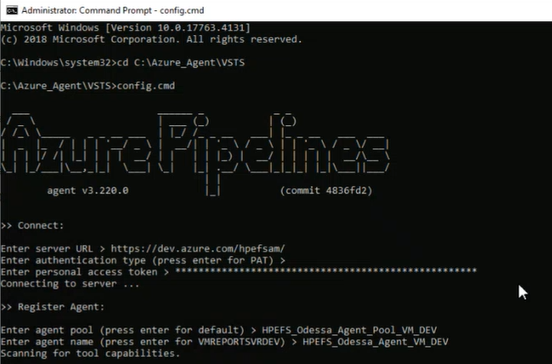 Administrator: Command Prompt - config.cmd
Microsoft Windows [Version 10.0.17763.4131]
(c) 2018 Microsoft Corporation. All rights reserved.
C:\Windows\system32>cd C:\Azure_Agent\VSTS
C:\Azure_Agent\VSTS>config.cmd
AzurePipelines
agent v3.220.0 (commit 4836fd2)
>> Connect:
Enter server URL > https://dev.azure.com/hpefsam/
Enter authentication type (press enter for PAT) >
Enter personal access token > ****************************************************
Connecting to server ...
>> Register Agent:
Enter agent pool (press enter for default) > HPEFS_Odessa_Agent_Pool_VM_DEV
Enter agent name (press enter for VMREPORTSVRDEV) > HPEFS_Odessa_Agent_VM_DEV
Scanning for tool capabilities.